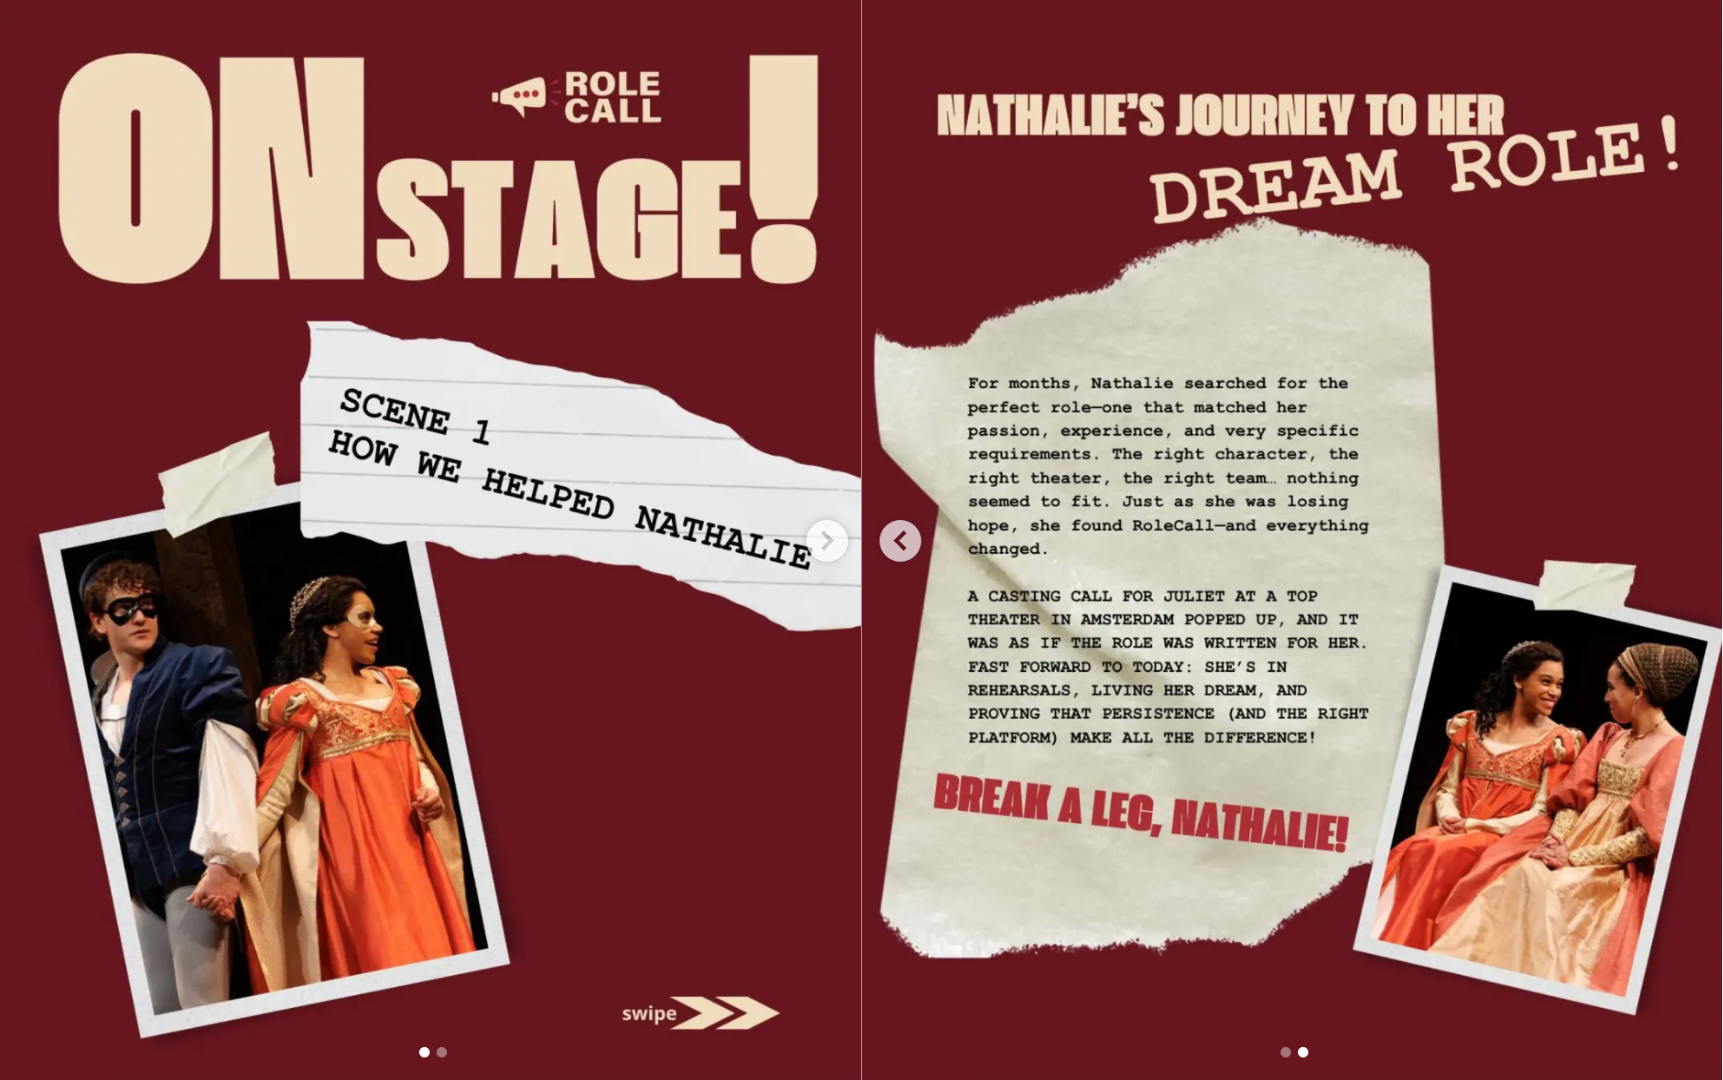 ON STAGE!
ROLE
CALL
SCENE 1
HOW WE HELPED NATHALIE
swipe
NATHALIE’S JOURNEY TO HER
DREAM ROLE!
For months, Nathalie searched for the
perfect role—one that matched her
passion, experience, and very specific
requirements. The right character, the
right theater, the right team… nothing
seemed to fit. Just as she was losing
hope, she found RoleCall—and everything
changed.
A CASTING CALL FOR JULIET AT A TOP
THEATER IN AMSTERDAM POPPED UP, AND IT
WAS AS IF THE ROLE WAS WRITTEN FOR HER.
FAST FORWARD TO TODAY: SHE’S IN
REHEARSALS, LIVING HER DREAM, AND
PROVING THAT PERSISTENCE (AND THE RIGHT
PLATFORM) MAKE ALL THE DIFFERENCE!
BREAK A LEG, NATHALIE!